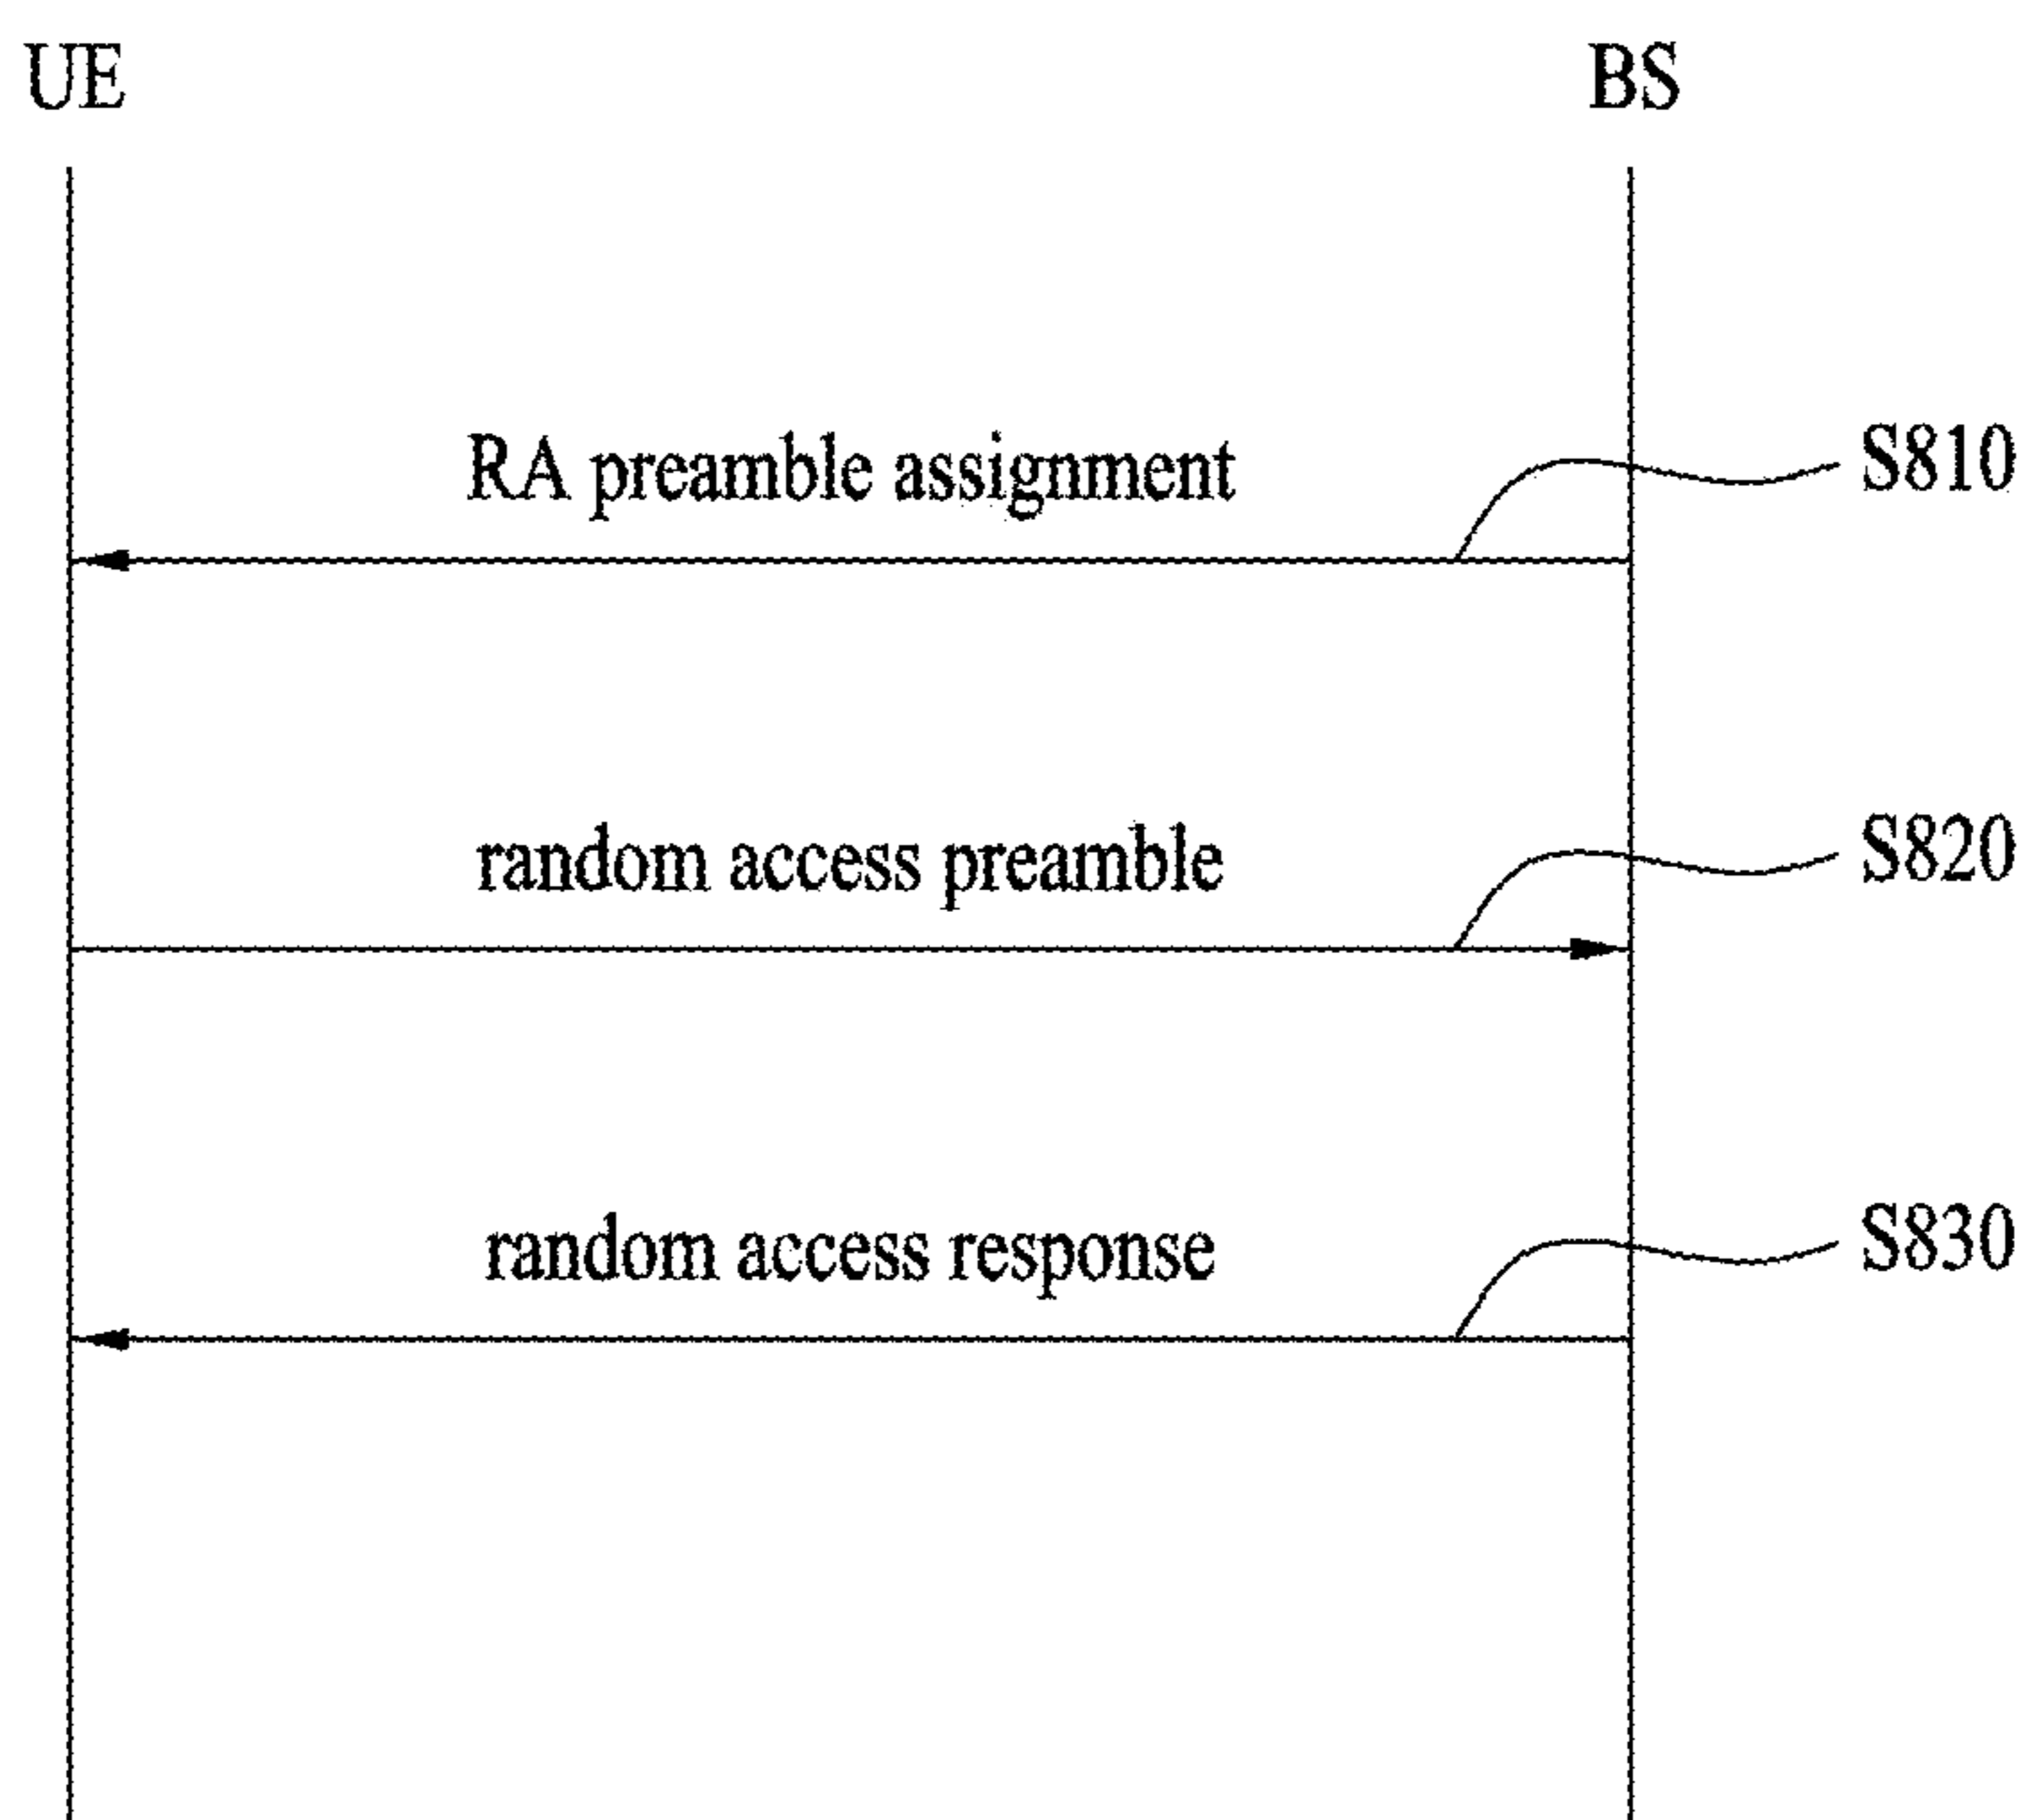 UE BS
RA preamble assignment S810
random access preamble S820
random access response S830